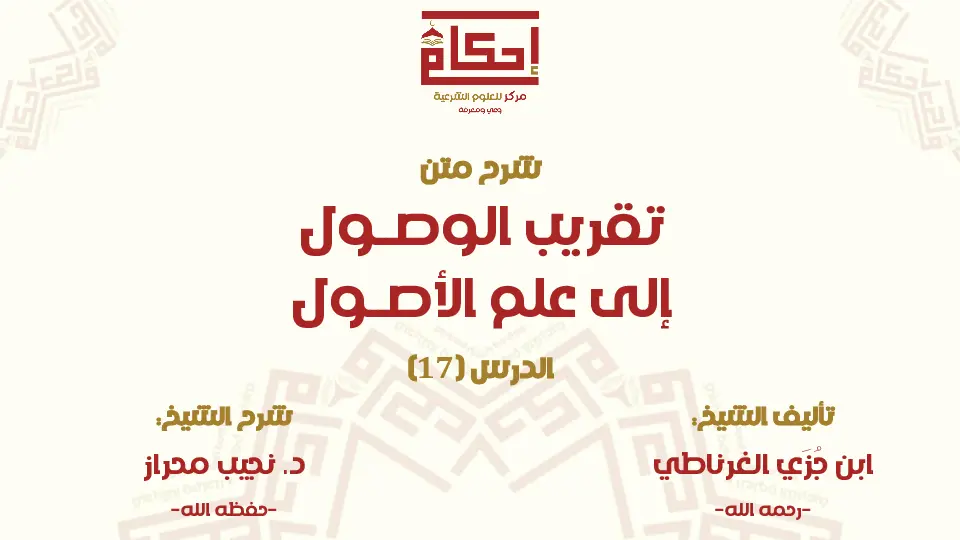 إحكام
مركز للعلوم الشرعية
وعي ومعرفة
شرح متن
تقريب الوصـول
إلى علم الأصـول
الدرس (17)
تأليف الشيخ:
ابن جُزَي الغرناطي
-رحمه الله-
شرح الشيخ:
د. نجيب محراز
-حفظه الله-